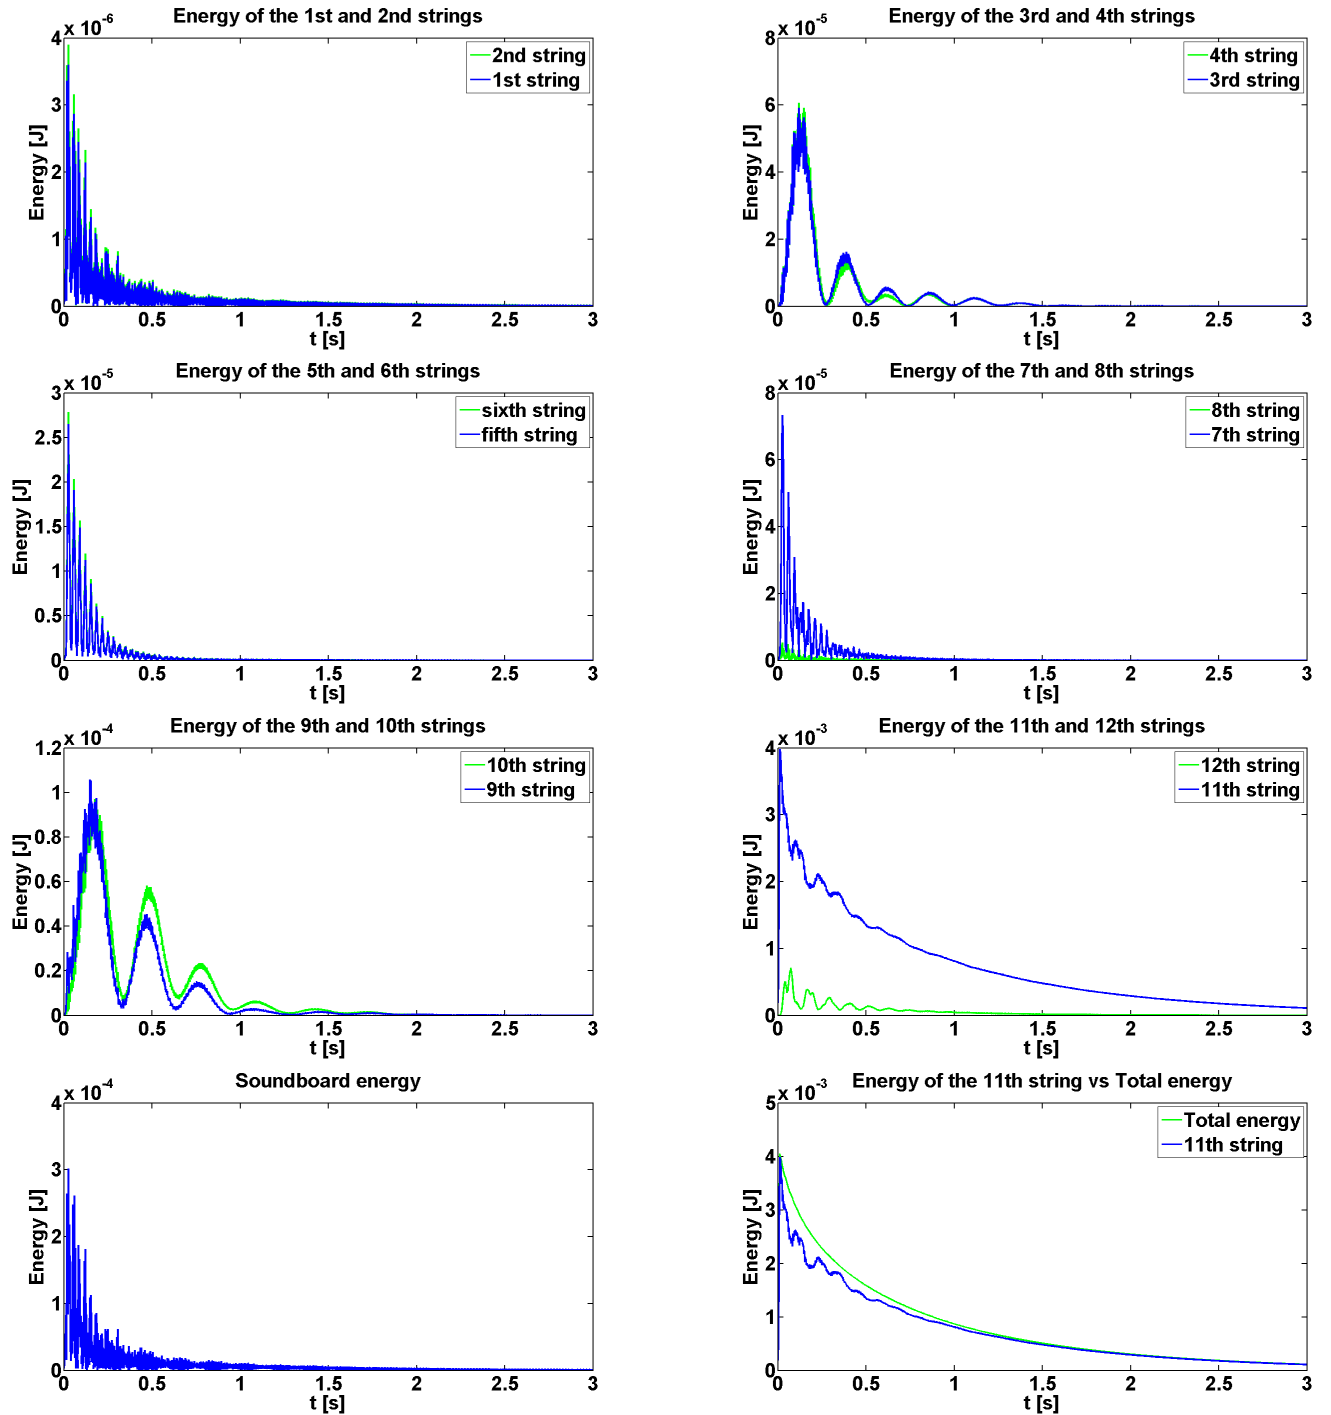 Energy of the 1st and 2nd strings
x 10-6
4
3
2
1
0
Energy [J]
2nd string
1st string
0 0.5 1 1.5 2 2.5 3
t [s]
Energy of the 3rd and 4th strings
x 10-5
8
6
4
2
0
Energy [J]
4th string
3rd string
0 0.5 1 1.5 2 2.5 3
t [s]
Energy of the 5th and 6th strings
x 10-5
3
2.5
2
1.5
1
0.5
0
Energy [J]
sixth string
fifth string
0 0.5 1 1.5 2 2.5 3
t [s]
Energy of the 7th and 8th strings
x 10-5
8
6
4
2
0
Energy [J]
8th string
7th string
0 0.5 1 1.5 2 2.5 3
t [s]
Energy of the 9th and 10th strings
x 10-4
1.2
1
0.8
0.6
0.4
0.2
0
Energy [J]
10th string
9th string
0 0.5 1 1.5 2 2.5 3
t [s]
Energy of the 11th and 12th strings
x 10-3
4
3
2
1
0
Energy [J]
12th string
11th string
0 0.5 1 1.5 2 2.5 3
t [s]
Soundboard energy
x 10-4
4
3
2
1
0
Energy [J]
0 0.5 1 1.5 2 2.5 3
t [s]
Energy of the 11th string vs Total energy
x 10-3
5
4
3
2
1
0
Energy [J]
Total energy
11th string
0 0.5 1 1.5 2 2.5 3
t [s]